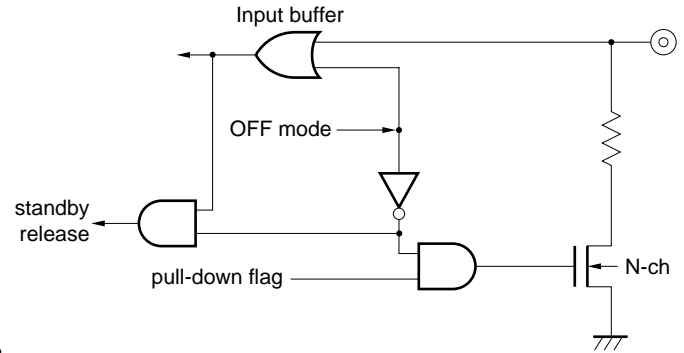 Input buffer
OFF mode
standby
release
pull-down flag
N-ch